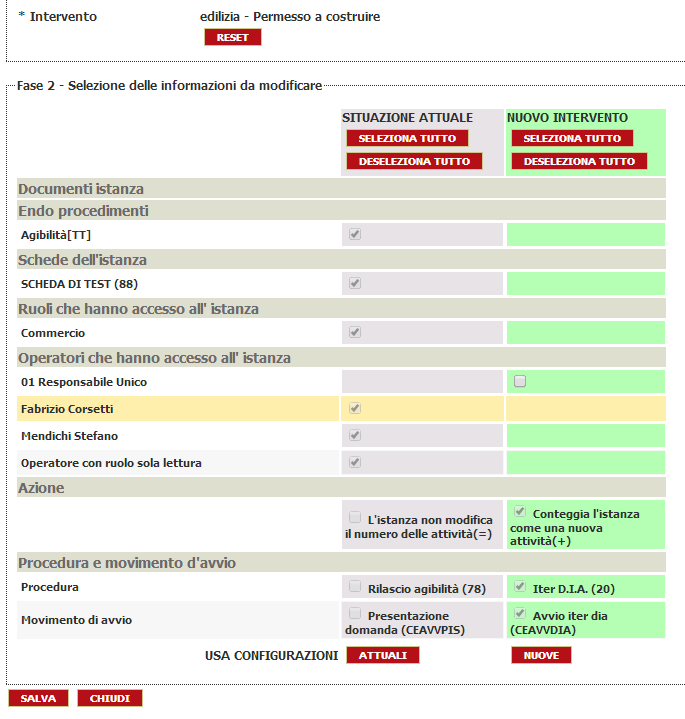 * Intervento edilizia - Permesso a costruire
RESET
Fase 2 - Selezione delle informazioni da modificare
SITUAZIONE ATTUALE NUOVO INTERVENTO
SELEZIONA TUTTO SELEZIONA TUTTO
DESELEZIONA TUTTO DESELEZIONA TUTTO
Documenti istanza
Endo procedimenti
Agibilità[TT]
Schede dell'istanza
SCHEDA DI TEST (88)
Ruoli che hanno accesso all' istanza
Commercio
Operatori che hanno accesso all' istanza
01 Responsabile Unico
Fabrizio Corsetti
Mendichi Stefano
Operatore con ruolo sola lettura
Azione
L'istanza non modifica
il numero delle attività(=)
Conteggia l'istanza
come una nuova
attività(+)
Procedura e movimento d'avvio
Procedura Rilascio agibilità (78) Iter D.I.A. (20)
Movimento di avvio
Presentazione
domanda (CEAVVPIS)
Avvio iter dia
(CEAVVDIA)
USA CONFIGURAZIONI ATTUALI NUOVE
SALVA CHIUDI